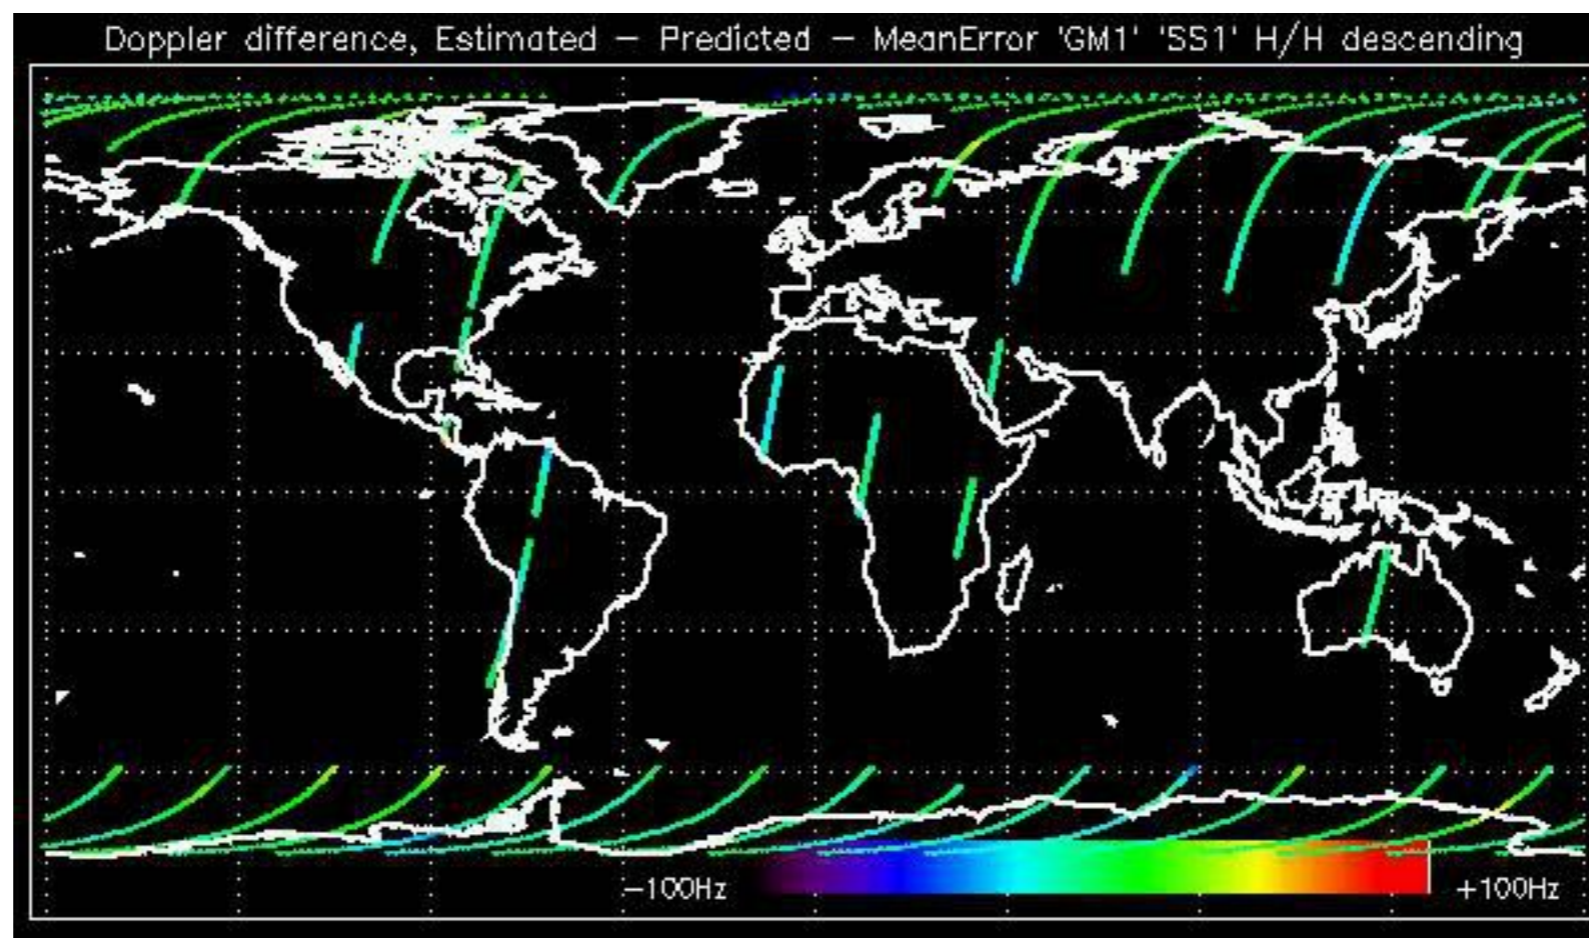 Doppler difference, Estimated – Predicted – MeanError 'GM1' 'SS1' H/H descending
–100Hz
+100Hz